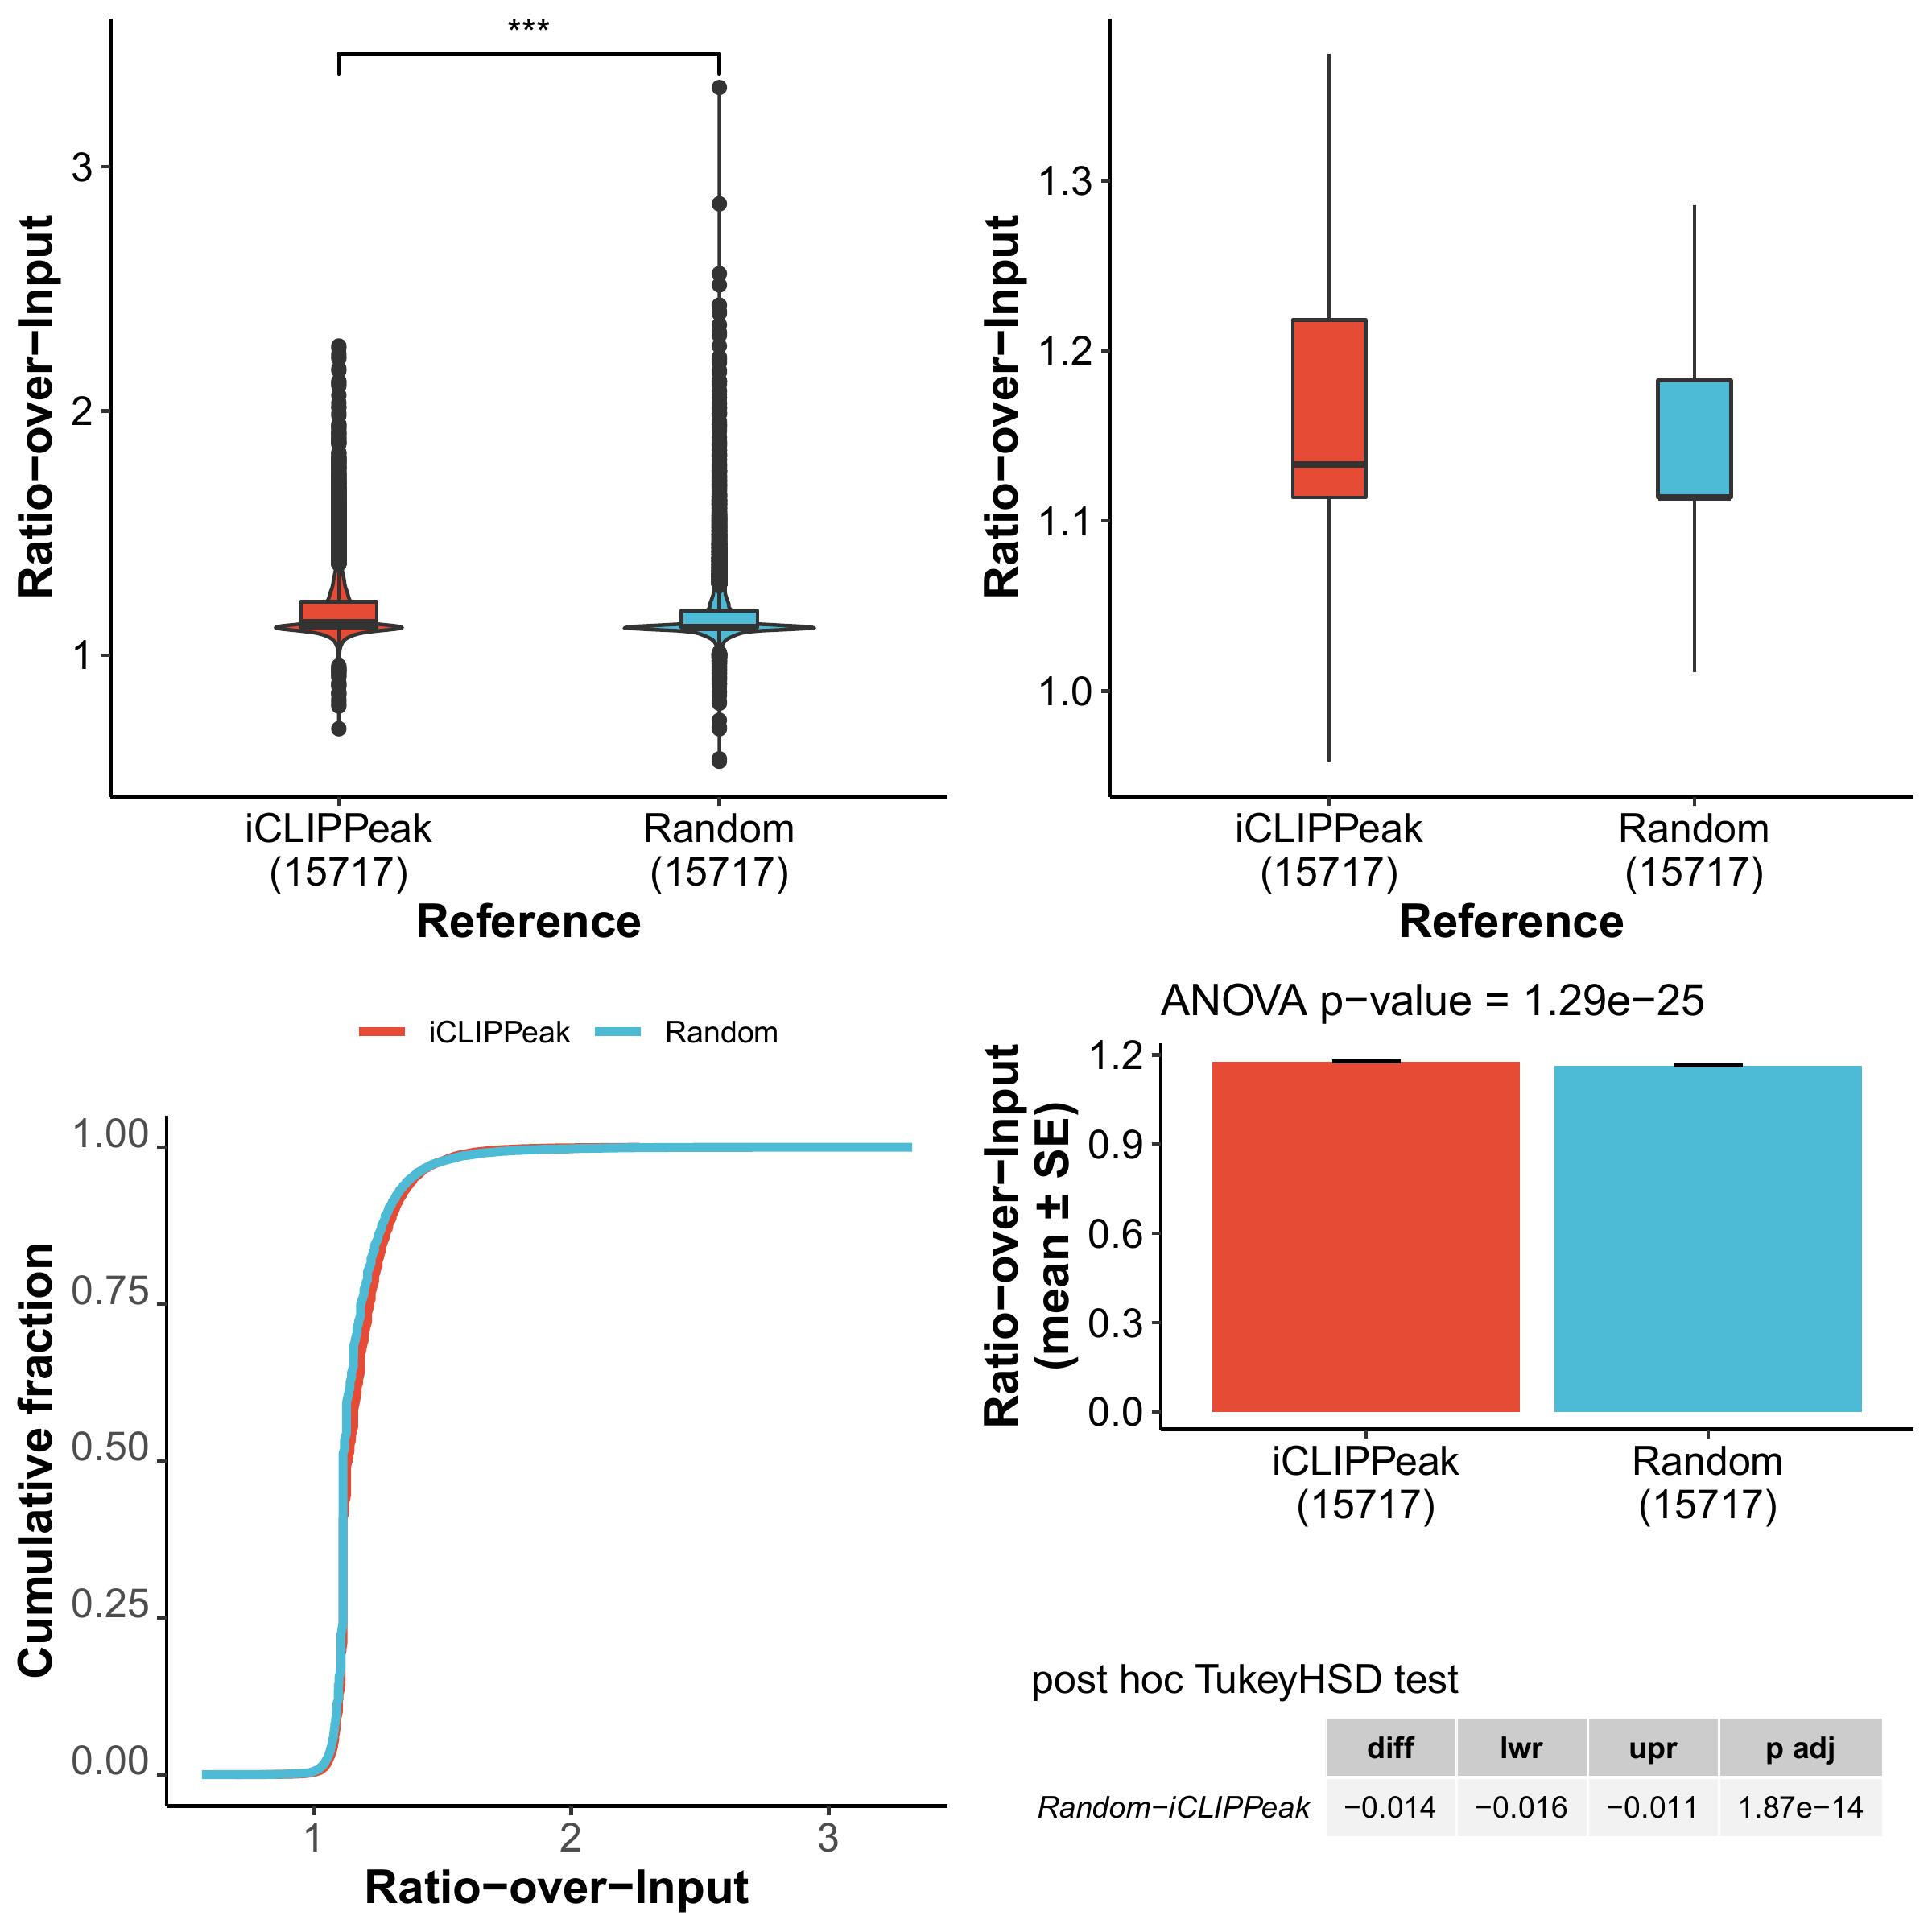 ***
Ratio−over−Input
3
2
1
iCLIPPeak
(15717)
Random
(15717)
Reference
Ratio−over−Input
1.3
1.2
1.1
1.0
iCLIPPeak
(15717)
Random
(15717)
Reference
iCLIPPeak
Random
Cumulative fraction
1.00
0.75
0.50
0.25
0.00
1
2
3
Ratio−over−Input
ANOVA p−value = 1.29e−25
Ratio−over−Input
(mean ± SE)
1.2
0.9
0.6
0.3
0.0
iCLIPPeak
(15717)
Random
(15717)
post hoc TukeyHSD test
diff lwr upr p adj
Random−iCLIPPeak −0.014 −0.016 −0.011 1.87e−14